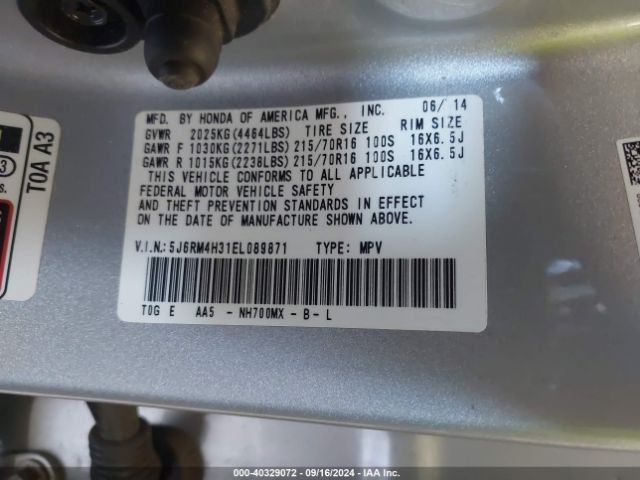 MFD. BY HONDA OF AMERICA MFG., INC. 06/14
GVWR 2025KG(4464LBS) TIRE SIZE RIM SIZE
GAWR F 1030KG(2271LBS) 215/70R16 100S 16X6.5J
GAWR R 1015KG(2238LBS) 215/70R16 100S 16X6.5J
THIS VEHICLE CONFORMS TO ALL APPLICABLE
FEDERAL MOTOR VEHICLE SAFETY
AND THEFT PREVENTION STANDARDS IN EFFECT
ON THE DATE OF MANUFACTURE SHOWN ABOVE.
V.I.N.:5J6RM4H31EL089871 TYPE: MPV
T0G E AA5 - NH700MX - B - L
T0A A3
3
s.
000-40329072 - 09/16/2024 - IAA Inc.